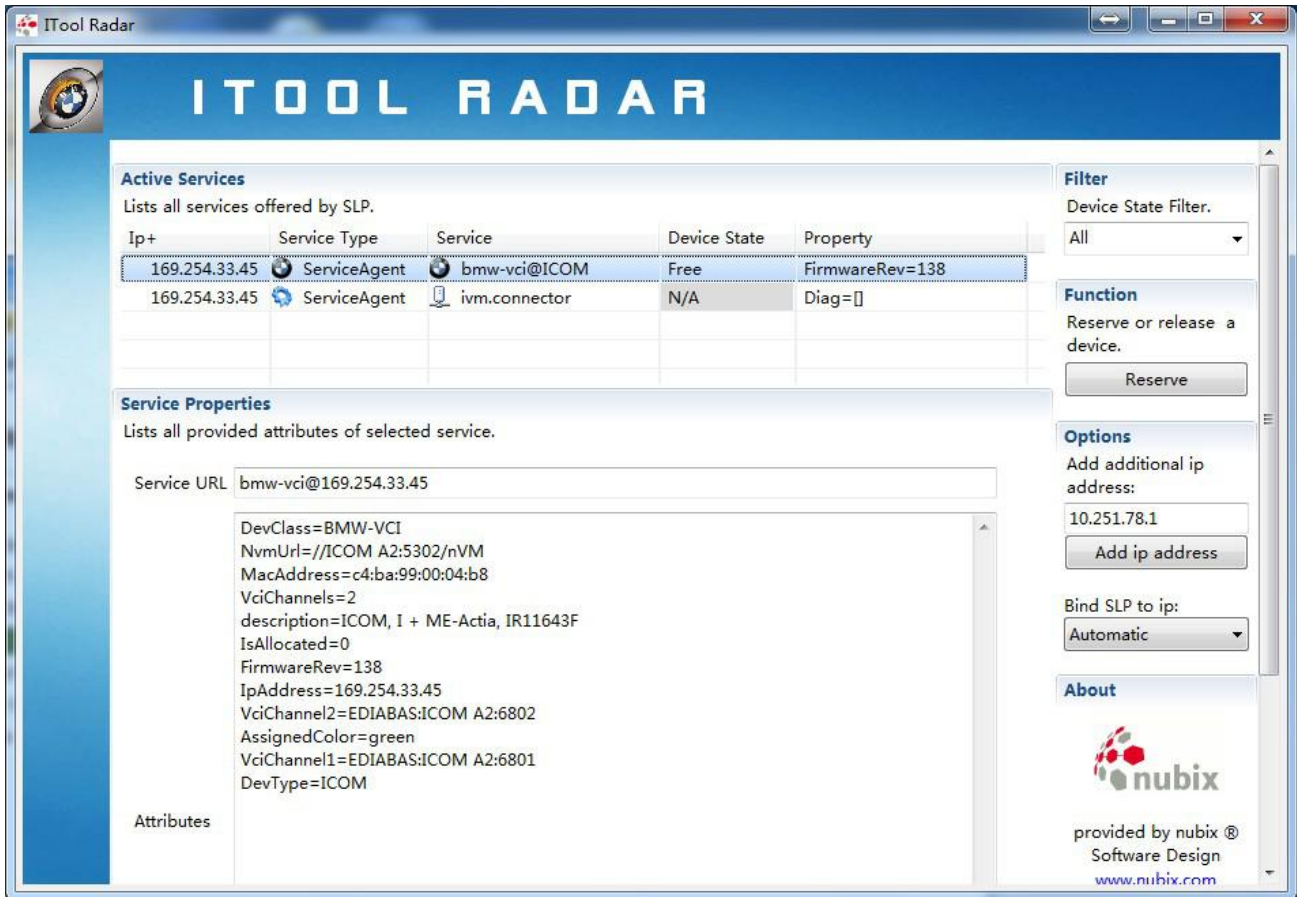 ITool Radar
ITOOL RADAR
Active Services
Lists all services offered by SLP.
Ip+ Service Type Service Device State Property
169.254.33.45 ServiceAgent bmw-vci@ICOM Free FirmwareRev=138
169.254.33.45 ServiceAgent ivm.connector N/A Diag=[]
Service Properties
Lists all provided attributes of selected service.
Service URL bmw-vci@169.254.33.45
DevClass=BMW-VCI
NvmUrl=//ICOM A2:5302/nVM
MacAddress=c4:ba:99:00:04:b8
VciChannels=2
description=ICOM, I + ME-Actia, IR11643F
IsAllocated=0
FirmwareRev=138
IpAddress=169.254.33.45
VciChannel2=EDIABAS:ICOM A2:6802
AssignedColor=green
VciChannel1=EDIABAS:ICOM A2:6801
DevType=ICOM
Attributes
Filter
Device State Filter.
All
Function
Reserve or release a
device.
Reserve
Options
Add additional ip
address:
10.251.78.1
Add ip address
Bind SLP to ip:
Automatic
About
nubix
provided by nubix ®
Software Design
www.nubix.com